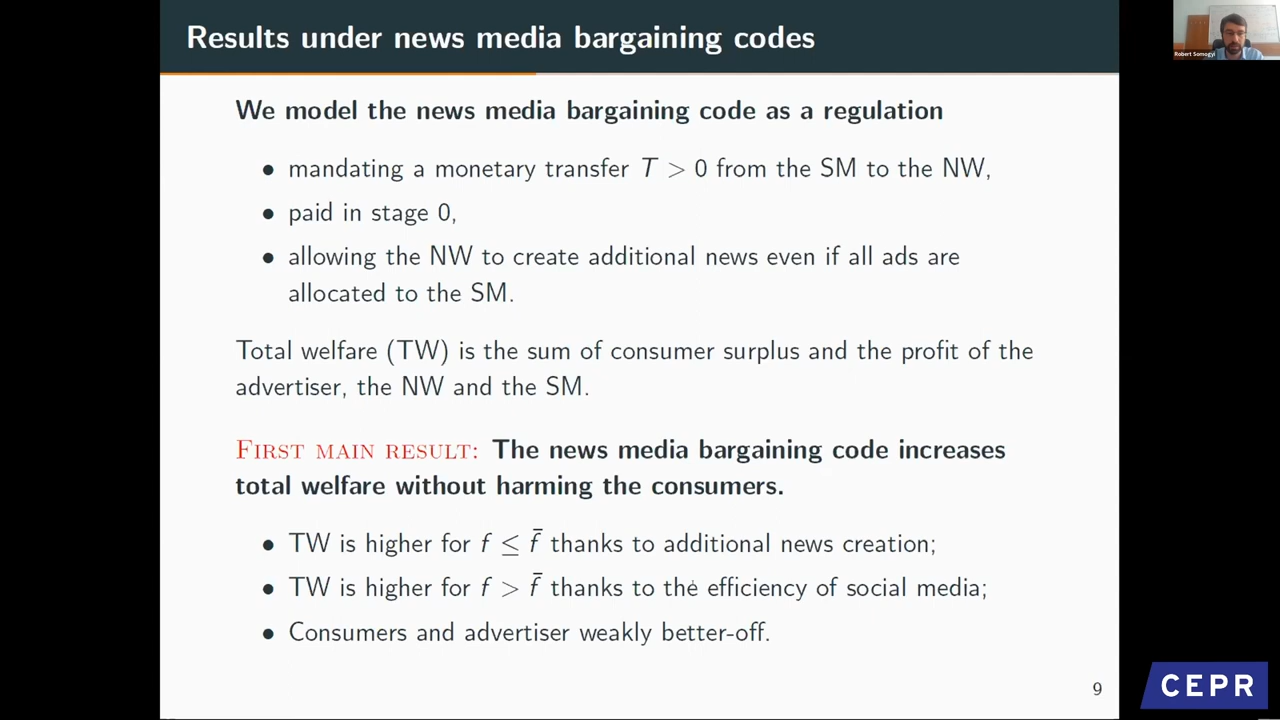 Results under news media bargaining codes
Robert Somogyi
We model the news media bargaining code as a regulation
• mandating a monetary transfer T > 0 from the SM to the NW,
• paid in stage 0,
• allowing the NW to create additional news even if all ads are
allocated to the SM.
Total welfare (TW) is the sum of consumer surplus and the profit of the
advertiser, the NW and the SM.
FIRST MAIN RESULT: The news media bargaining code increases
total welfare without harming the consumers.
• TW is higher for f ≤ f̄ thanks to additional news creation;
• TW is higher for f > f̄ thanks to the efficiency of social media;
• Consumers and advertiser weakly better-off.
9
CEPR